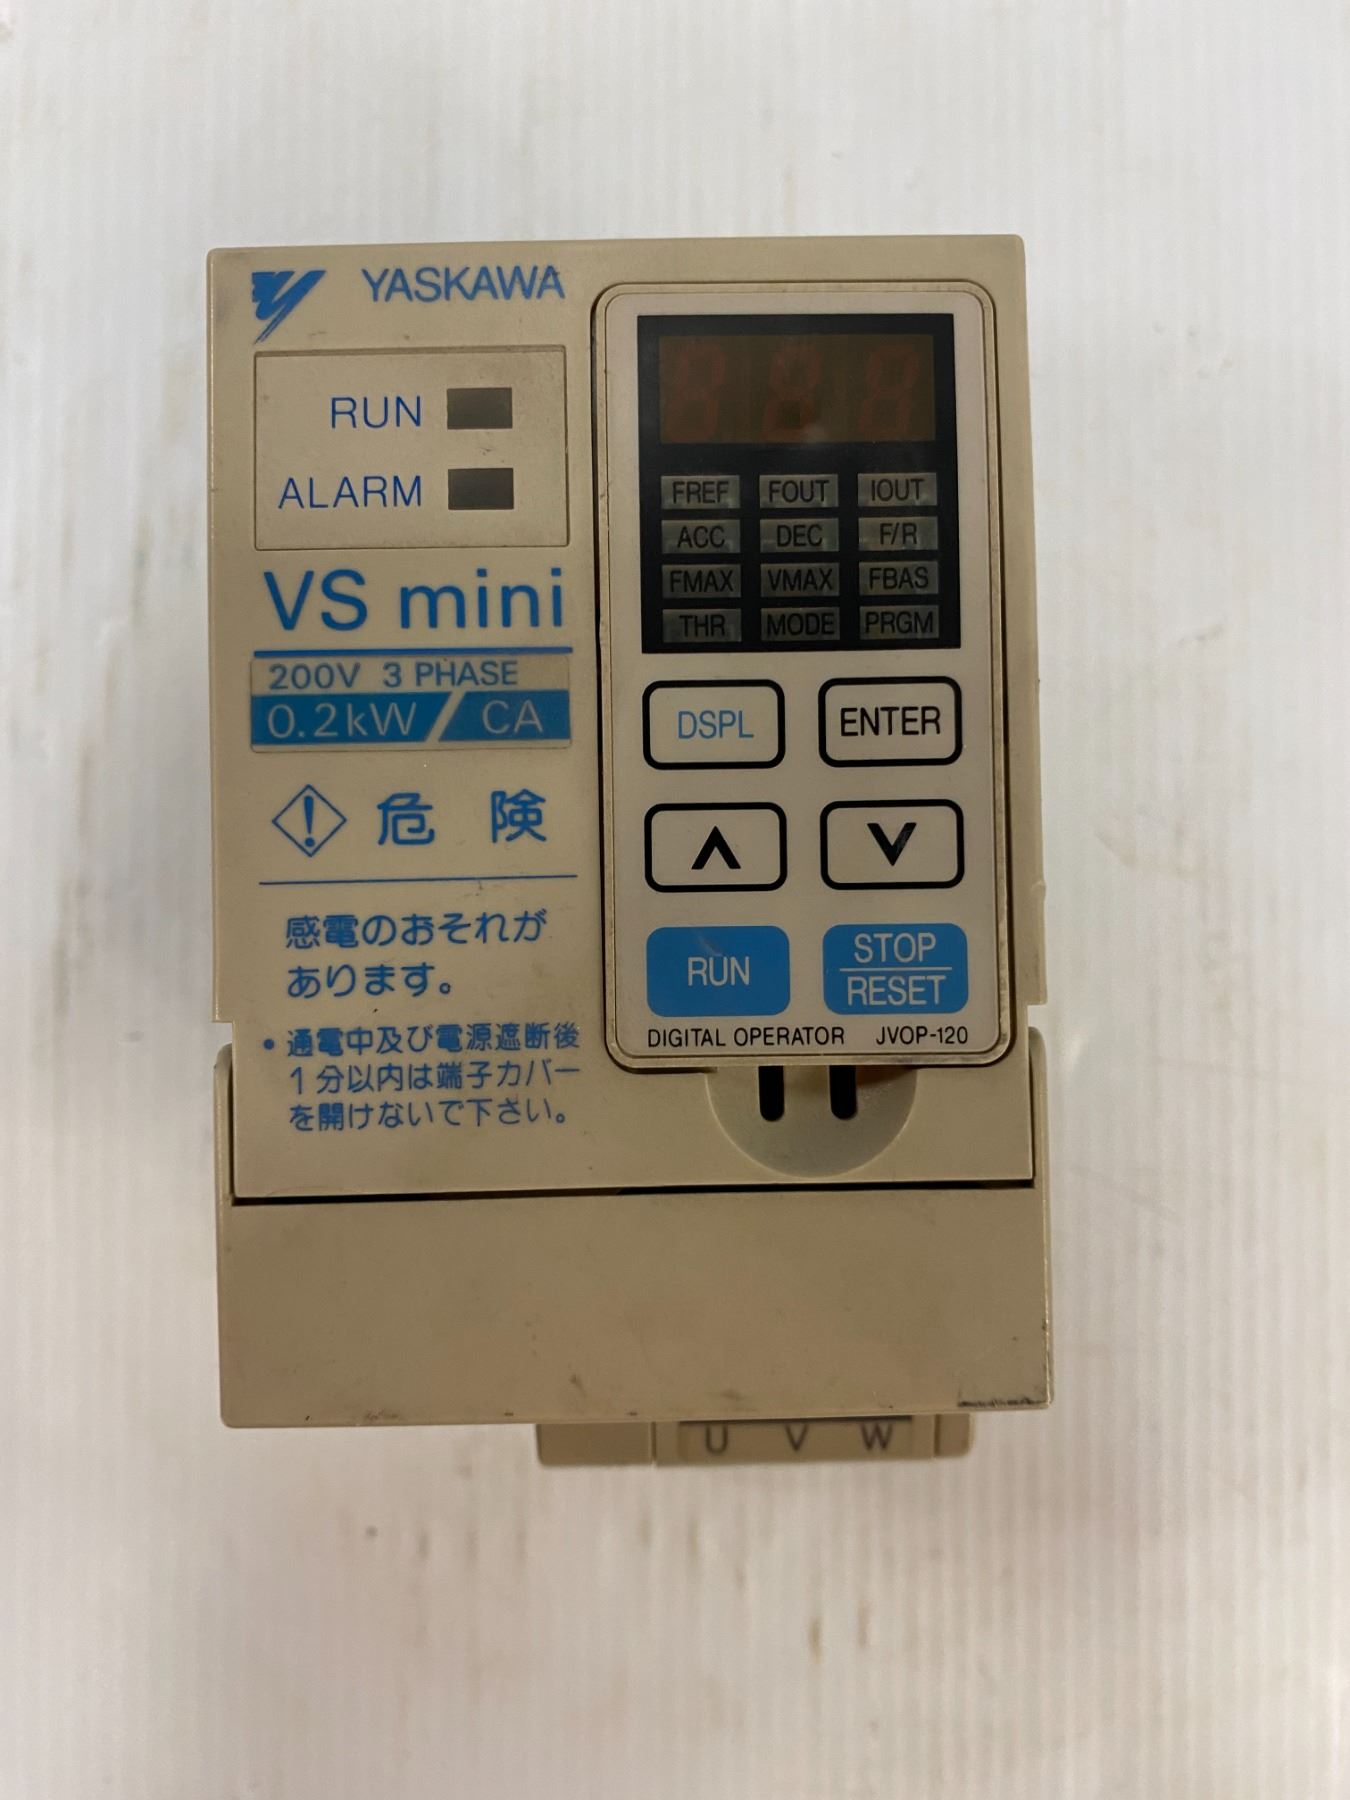 YASKAWA
RUN
ALARM
VS mini
200V 3 PHASE
0.2kW/CA
危険
感電のおそれが
あります。
・通電中及び電源遮断後
1分以内は端子カバー
を開けないで下さい。
FREF FOUT IOUT
ACC DEC F/R
FMAX VMAX FBAS
THR MODE PRGM
DSPL ENTER
∧ ∨
RUN STOP
RESET
DIGITAL OPERATOR JVOP-120
U V W